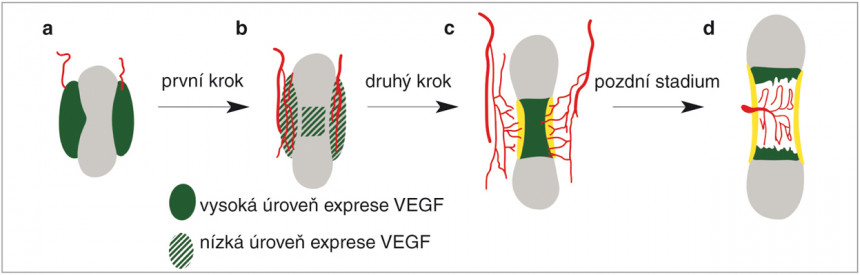 a
b
c
d
první krok
druhý krok
pozdní stadium
vysoká úroveň exprese VEGF
nízká úroveň exprese VEGF